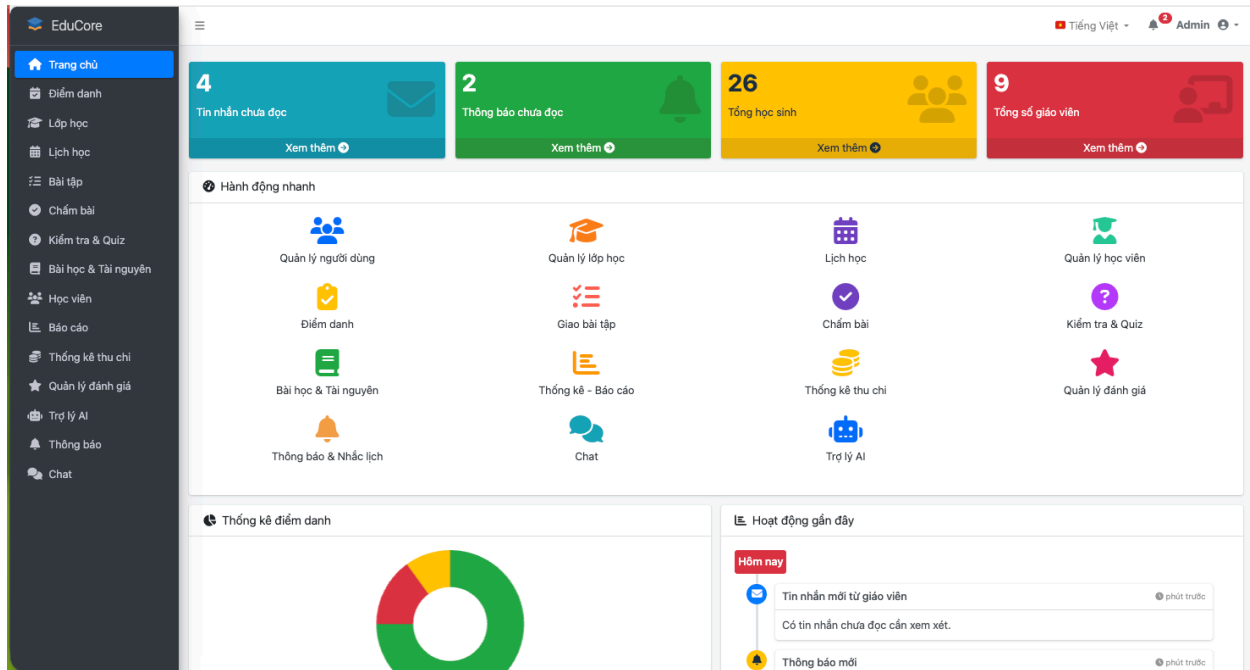 EduCore
Tiếng Việt
2
Admin
Trang chủ
Điểm danh
Lớp học
Lịch học
Bài tập
Chấm bài
Kiểm tra & Quiz
Bài học & Tài nguyên
Học viên
Báo cáo
Thống kê thu chi
Quản lý đánh giá
Trợ lý AI
Thông báo
Chat
4
Tin nhắn chưa đọc
Xem thêm
2
Thông báo chưa đọc
Xem thêm
26
Tổng học sinh
Xem thêm
9
Tổng số giáo viên
Xem thêm
Hành động nhanh
Quản lý người dùng
Quản lý lớp học
Lịch học
Quản lý học viên
Điểm danh
Giao bài tập
Chấm bài
Kiểm tra & Quiz
Bài học & Tài nguyên
Thống kê - Báo cáo
Thống kê thu chi
Quản lý đánh giá
Thông báo & Nhắc lịch
Chat
Trợ lý AI
Thống kê điểm danh
Hoạt động gần đây
Hôm nay
Tin nhắn mới từ giáo viên
phút trước
Có tin nhắn chưa đọc cần xem xét.
Thông báo mới
phút trước